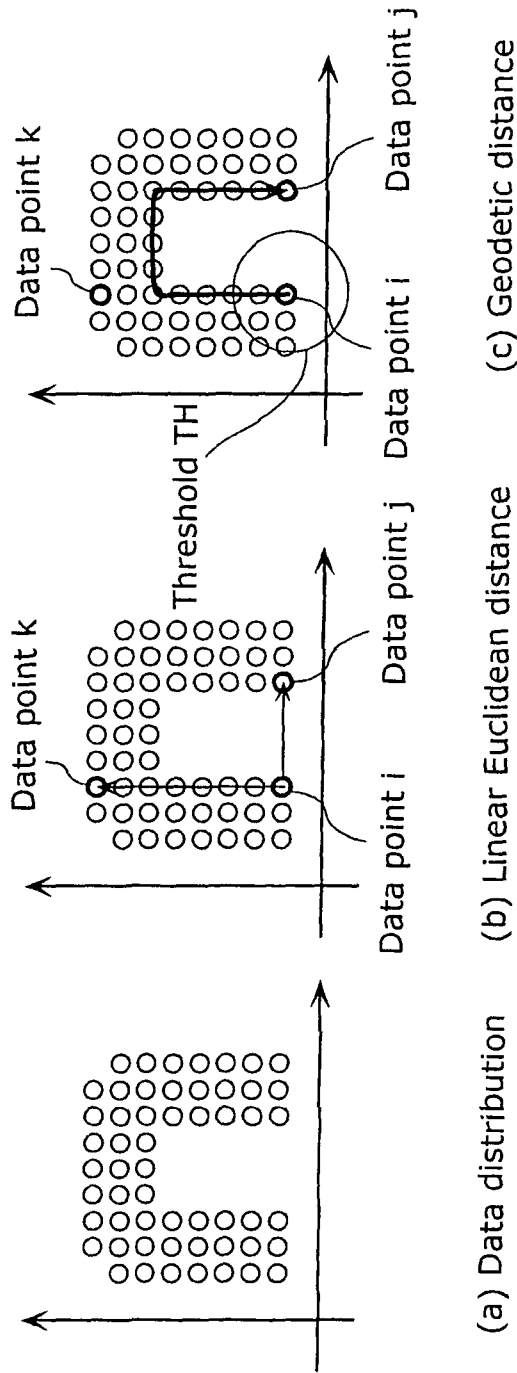 (a) Data distribution
Data point k
Data point i
Data point j
(b) Linear Euclidean distance
Threshold TH
Data point k
Data point i
Data point j
(c) Geodetic distance